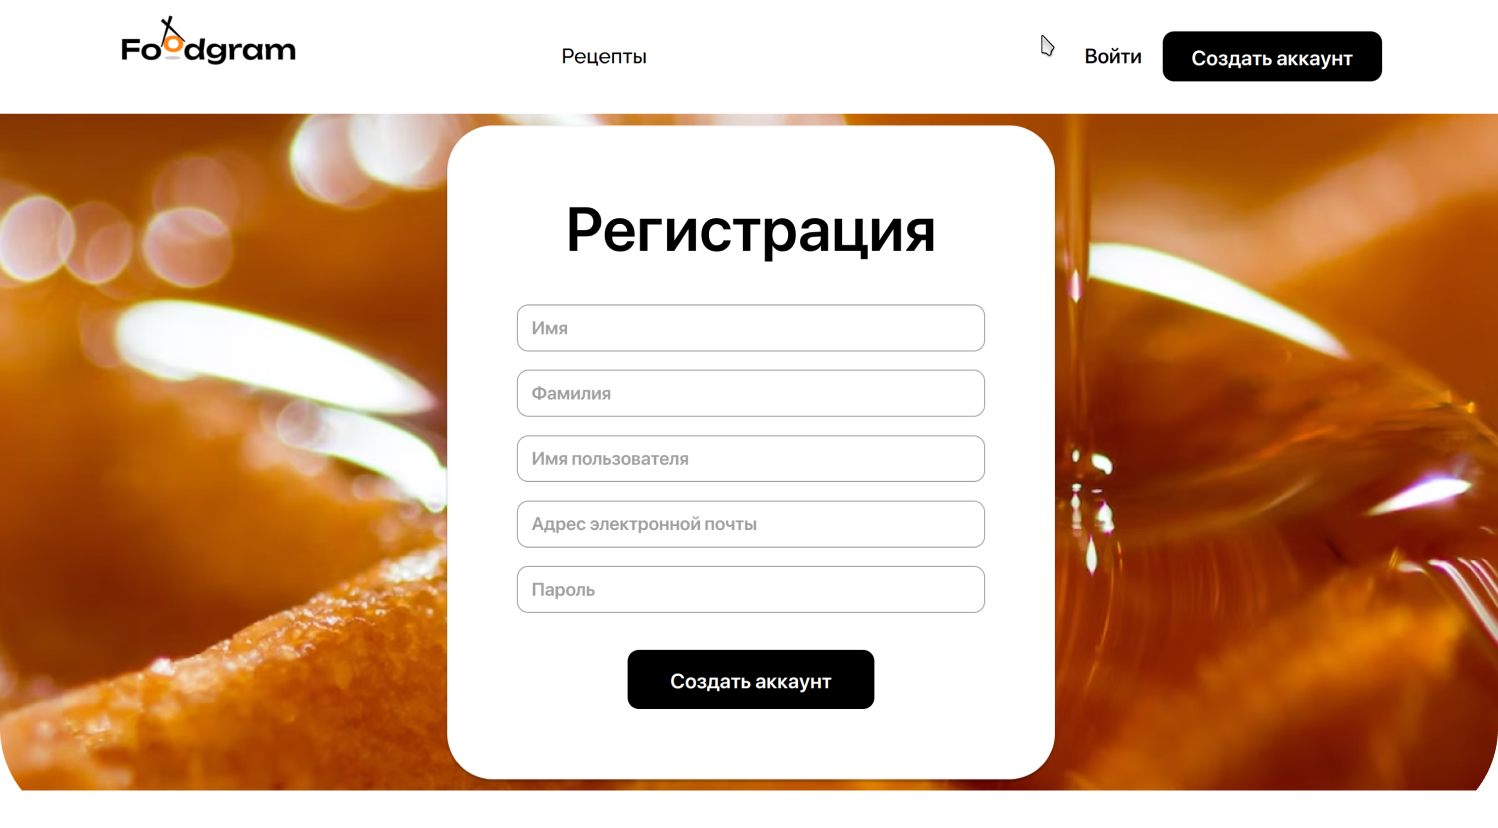 Foodgram
Рецепты
Войти
Создать аккаунт
Регистрация
Имя
Фамилия
Имя пользователя
Адрес электронной почты
Пароль
Создать аккаунт